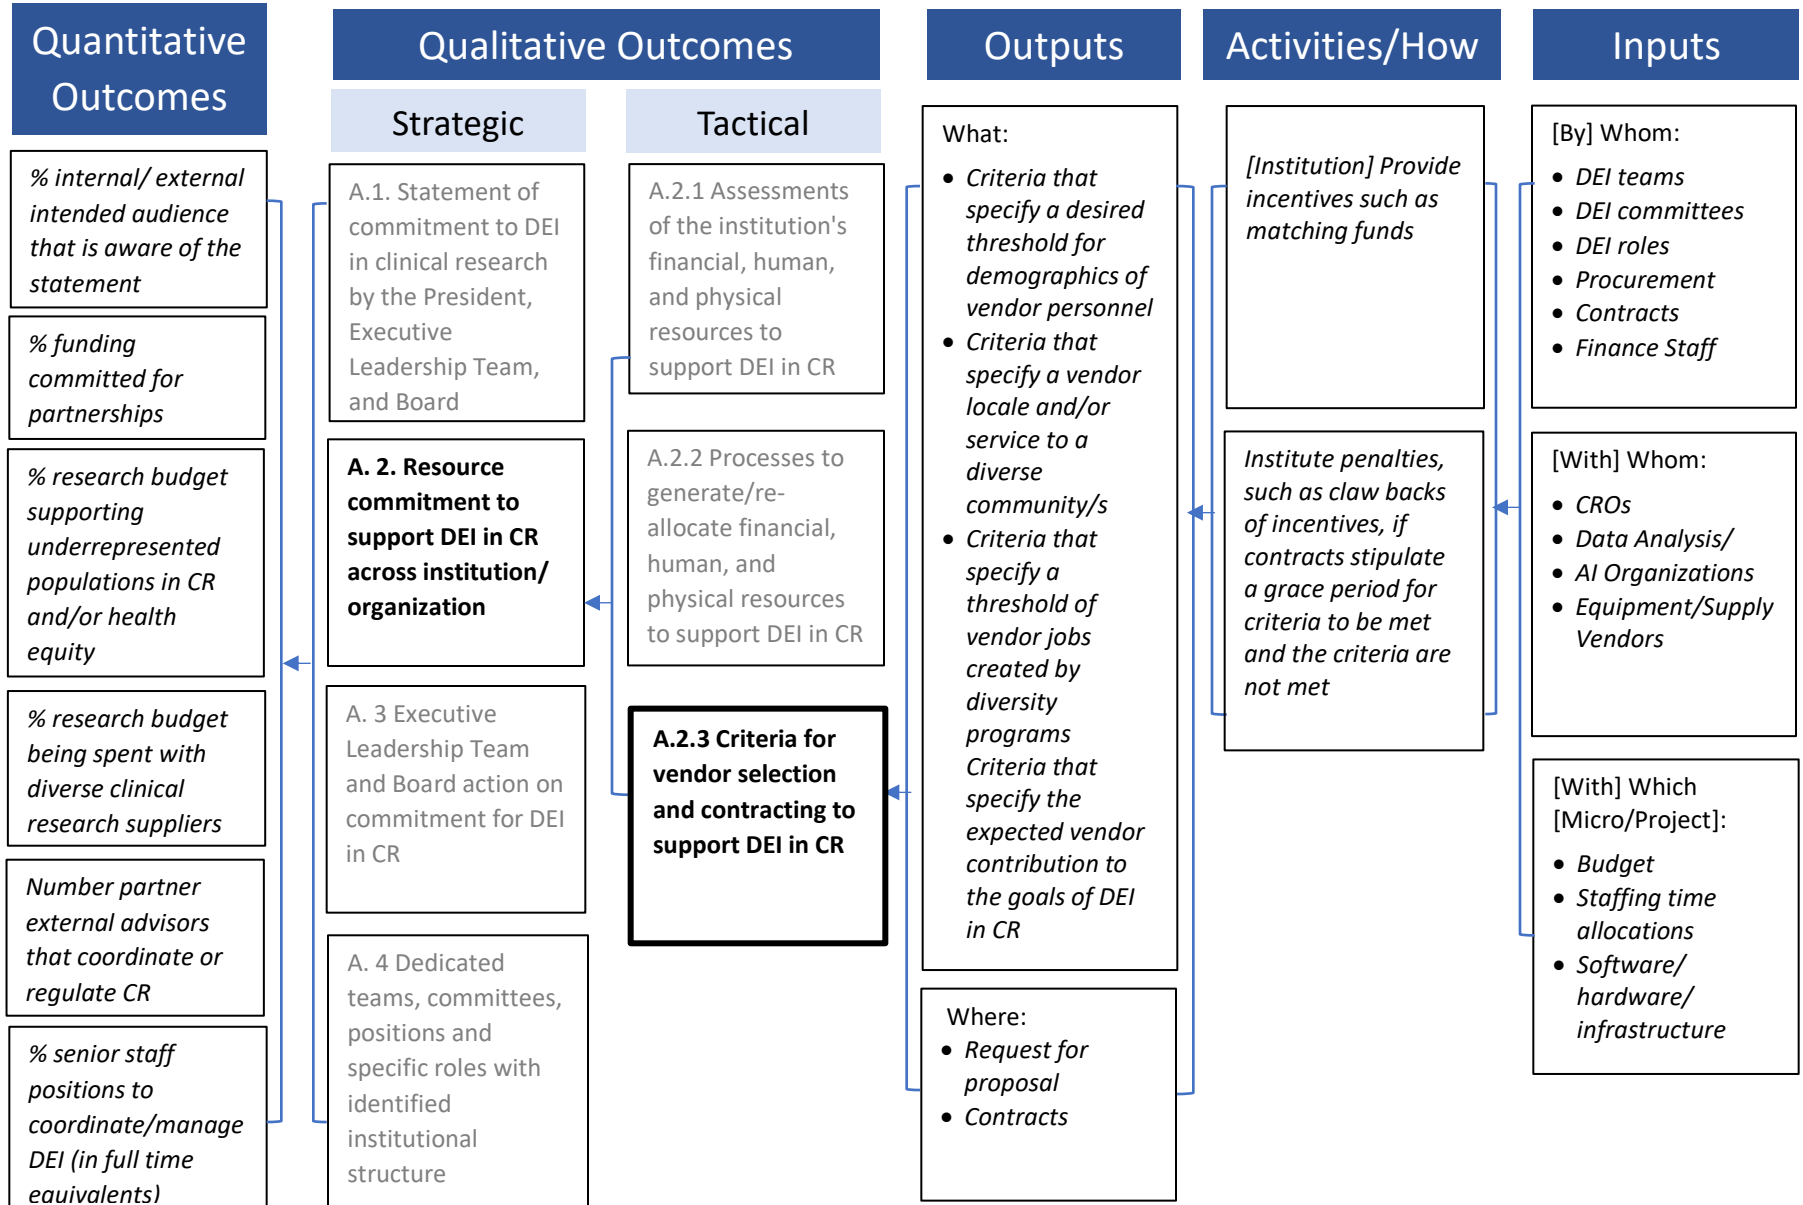 Quantitative
Outcomes
% internal/ external
intended audience
that is aware of the
statement
% funding
committed for
partnerships
% research budget
supporting
underrepresented
populations in CR
and/or health
equity
% research budget
being spent with
diverse clinical
research suppliers
Number partner
external advisors
that coordinate or
regulate CR
% senior staff
positions to
coordinate/manage
DEI (in full time
equivalents)
Qualitative Outcomes
Strategic
A.1. Statement of
commitment to DEI
in clinical research
by the President,
Executive
Leadership Team,
and Board
A. 2. Resource
commitment to
support DEI in CR
across institution/
organization
A. 3 Executive
Leadership Team
and Board action on
commitment for DEI
in CR
A. 4 Dedicated
teams, committees,
positions and
specific roles with
identified
institutional
structure
Tactical
A.2.1 Assessments
of the institution's
financial, human,
and physical
resources to
support DEI in CR
A.2.2 Processes to
generate/re-
allocate financial,
human, and
physical resources
to support DEI in CR
A.2.3 Criteria for
vendor selection
and contracting to
support DEI in CR
Outputs
What:
• Criteria that
specify a desired
threshold for
demographics of
vendor personnel
• Criteria that
specify a vendor
locale and/or
service to a
diverse
community/s
• Criteria that
specify a
threshold of
vendor jobs
created by
diversity
programs
Criteria that
specify the
expected vendor
contribution to
the goals of DEI
in CR
Where:
• Request for
proposal
• Contracts
Activities/How
[Institution] Provide
incentives such as
matching funds
Institute penalties,
such as claw backs
of incentives, if
contracts stipulate
a grace period for
criteria to be met
and the criteria are
not met
Inputs
[By] Whom:
• DEI teams
• DEI committees
• DEI roles
• Procurement
• Contracts
• Finance Staff
[With] Whom:
• CROs
• Data Analysis/
• AI Organizations
• Equipment/Supply
Vendors
[With] Which
[Micro/Project]:
• Budget
• Staffing time
allocations
• Software/
hardware/
infrastructure